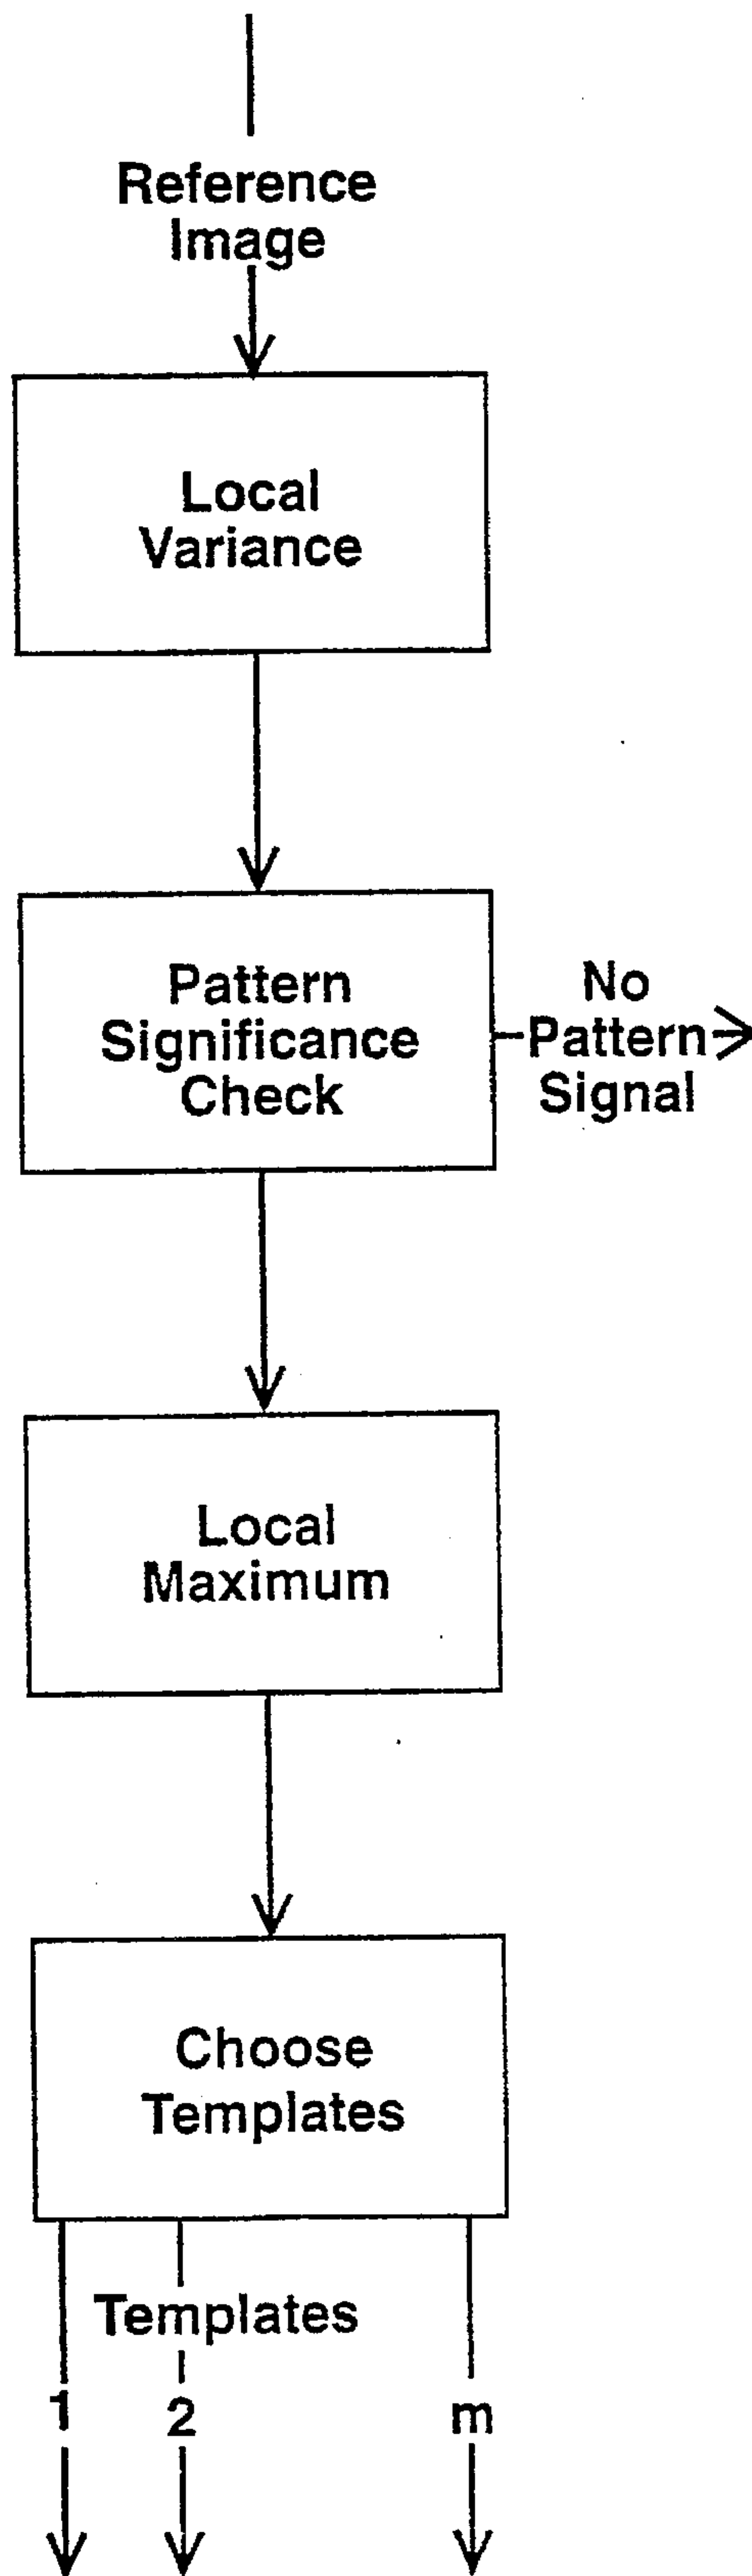 Reference
Image
Local
Variance
Pattern
Significance
Check
No
Pattern
Signal
Local
Maximum
Choose
Templates
Templates
1
2
m